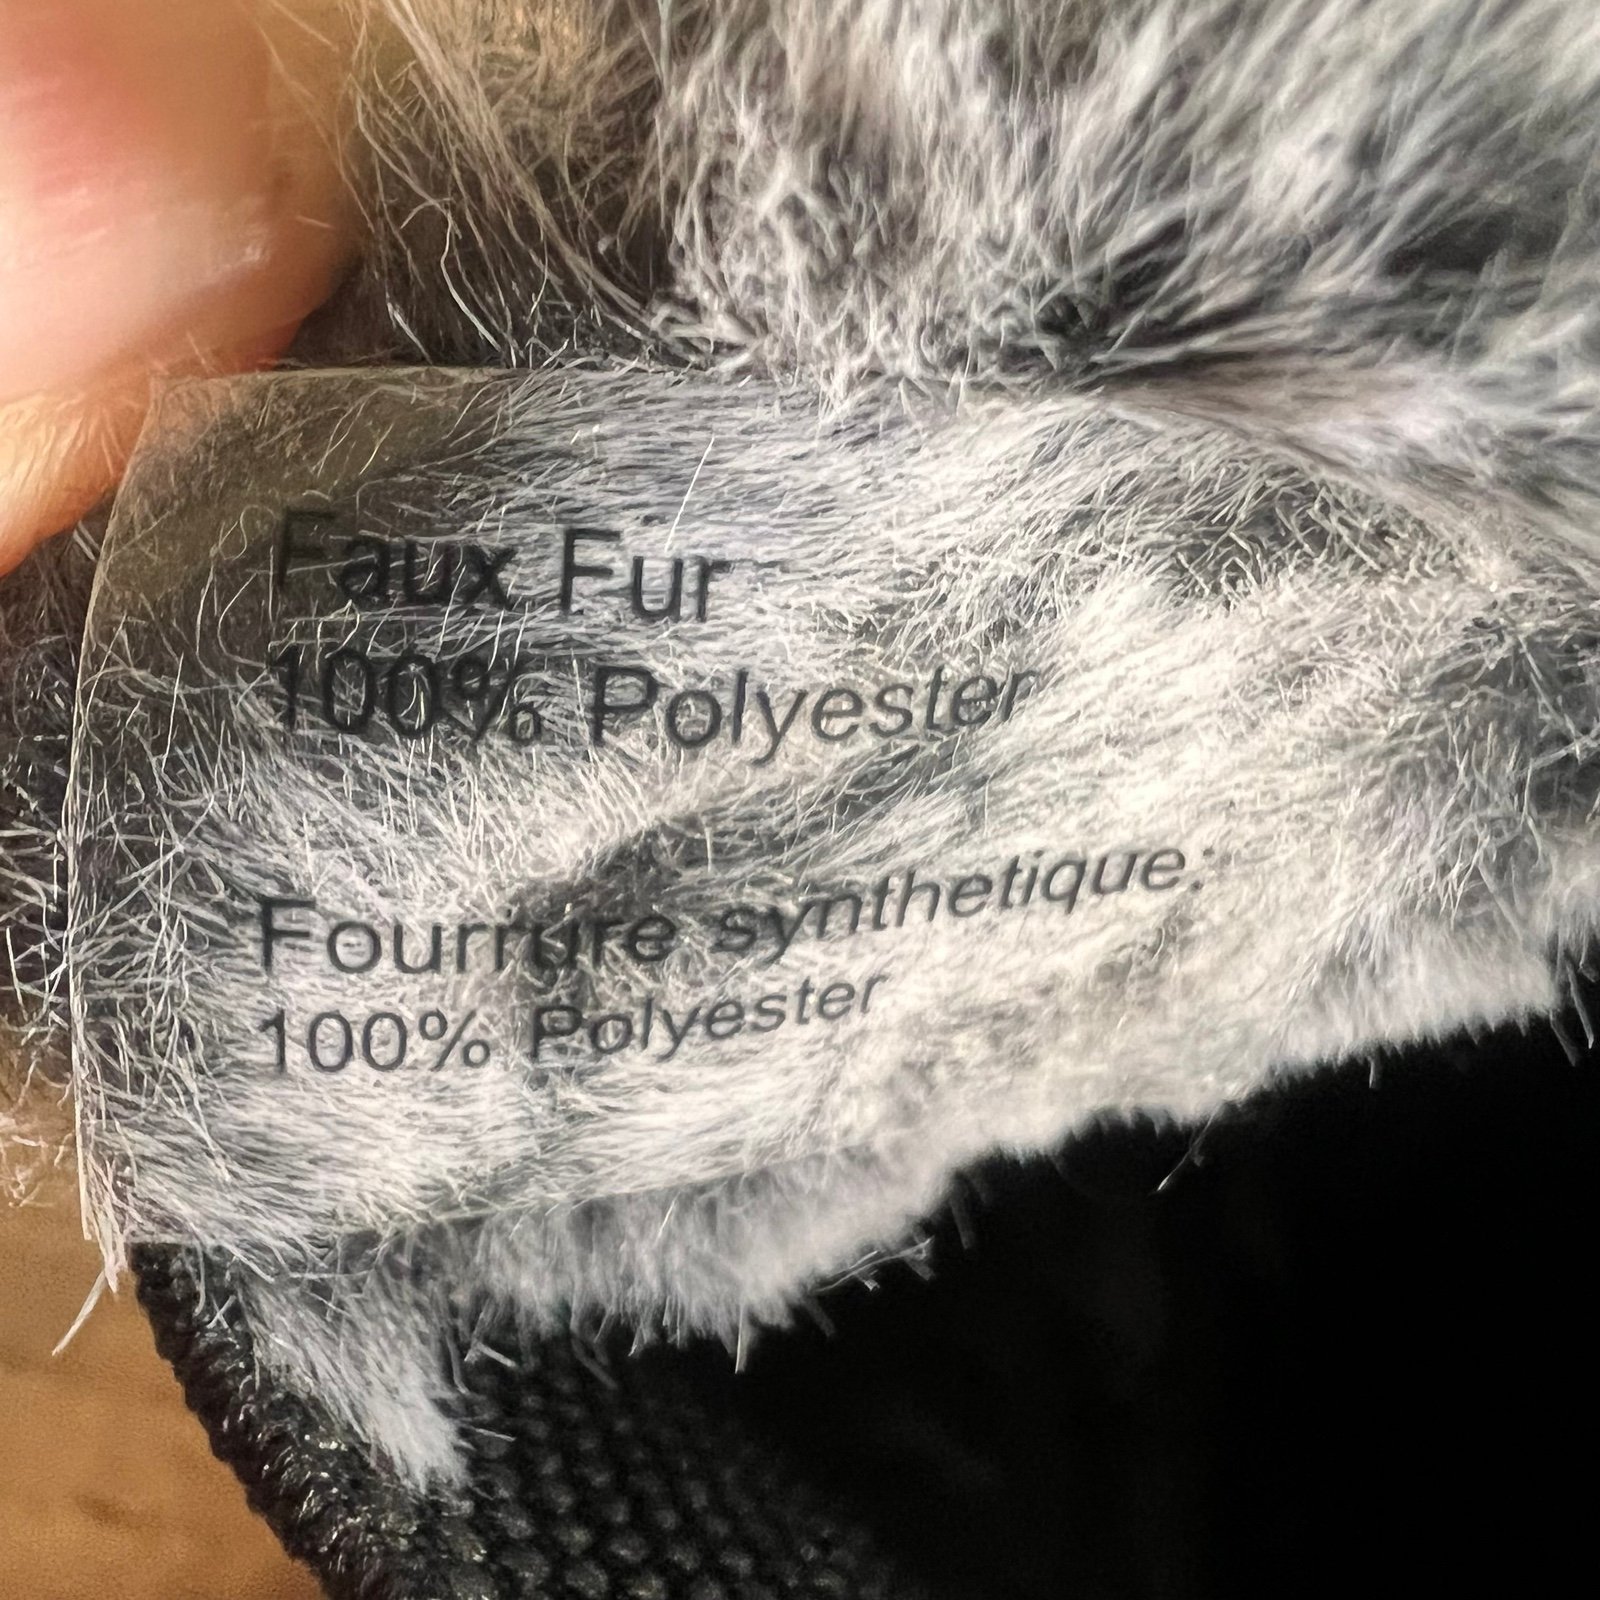 Faux Fur
100% Polyester
Fourrure synthetique:
100% Polyester